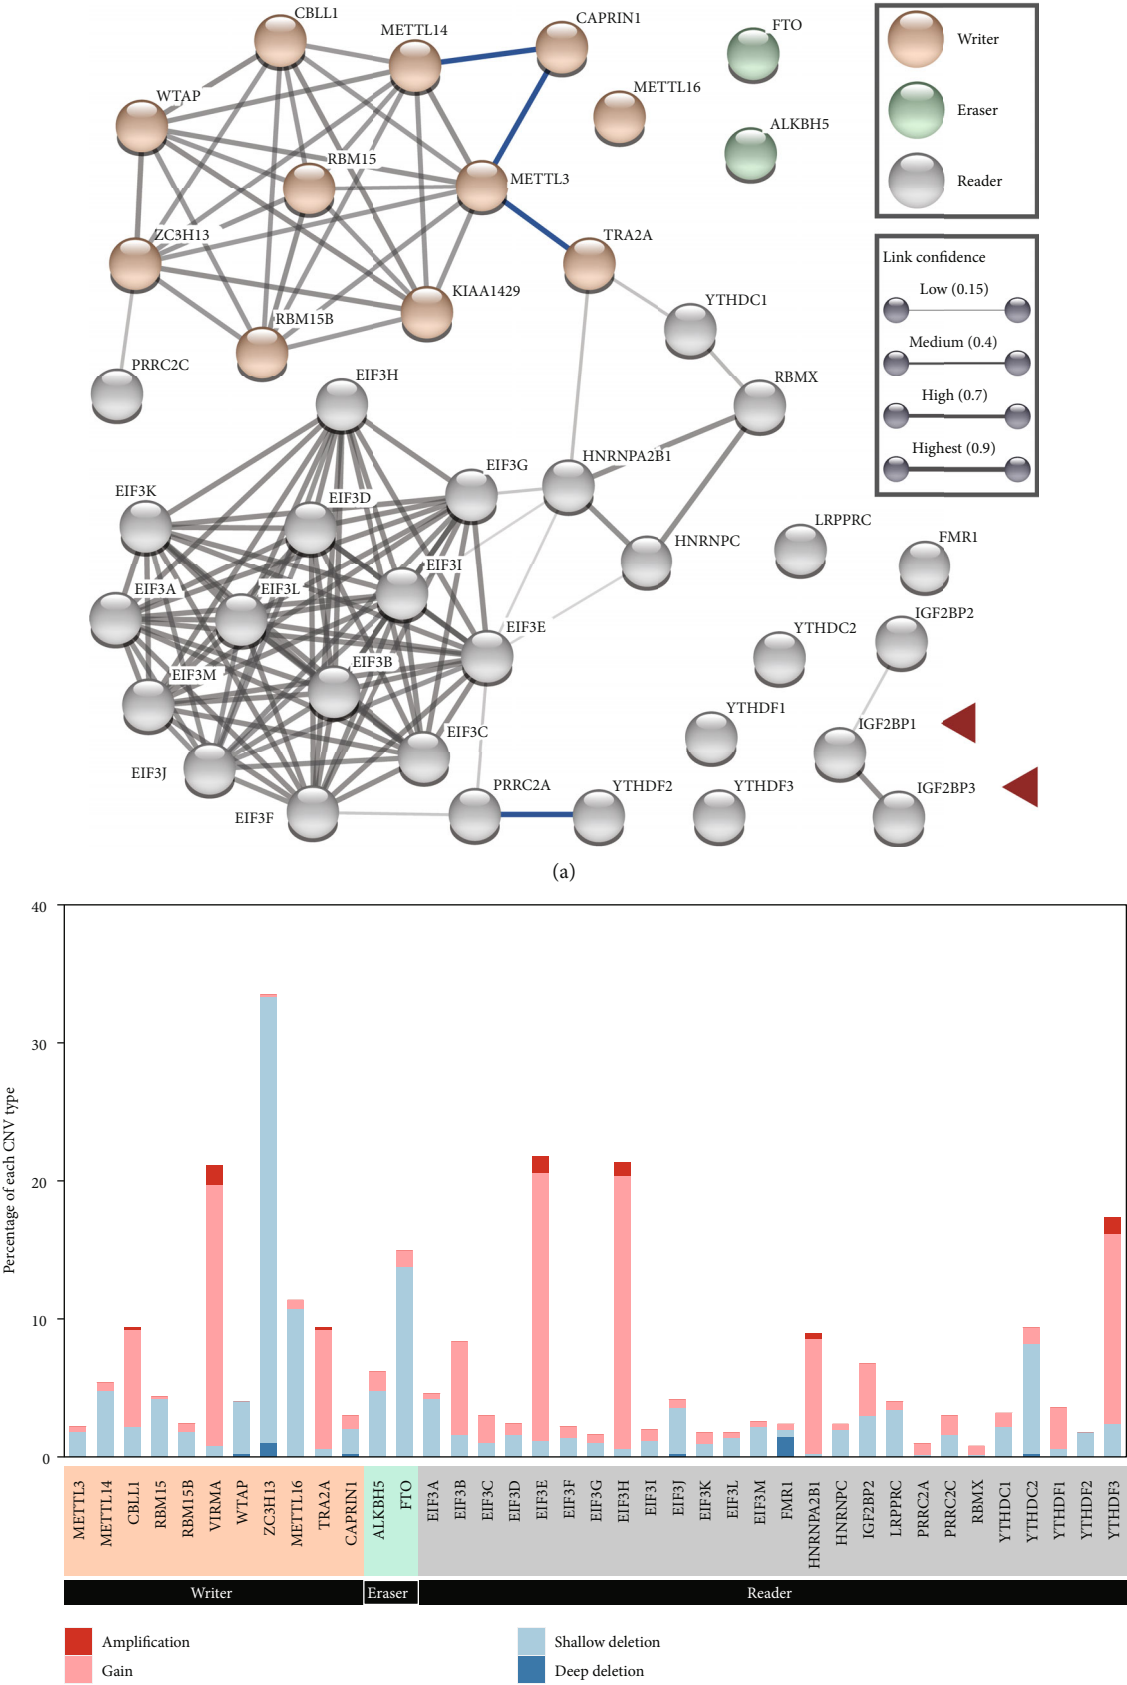 CBLL1
METTL14
CAPRIN1
FTO
Writer
METTL16
WTAP
Eraser
ALKBH5
RBM15
METTL3
Reader
ZC3H13
TRA2A
Link confidence
KIAA1429
Low (0.15)
YTHDC1
RBM15B
Medium (0.4)
PRRC2C
EIF3H
RBMX
High (0.7)
HNRNPA2B1
Highest (0.9)
EIF3G
EIF3K
EIF3D
LRPPRC
HNRNPC
FMR1
EIF3I
EIF3A
EIF3L
IGF2BP2
EIF3E
YTHDC2
EIF3B
EIF3M
YTHDF1
IGF2BP1
EIF3C
EIF3J
PRRC2A
YTHDF2
YTHDF3
IGF2BP3
EIF3F
(a)
40
30
20
10
0
Percentage of each CNV type
METTL3
METTL14
CBLL1
RBM15
RBM15B
VIRMA
WTAP
ZC3H13
METTL16
TRA2A
CAPRIN1
ALKBH5
FTO
EIF3A
EIF3B
EIF3C
EIF3D
EIF3E
EIF3F
EIF3G
EIF3H
EIF3I
EIF3J
EIF3K
EIF3L
EIF3M
FMR1
HNRNPA2B1
HNRNPC
IGF2BP2
LRPPRC
PRRC2A
PRRC2C
RBMX
YTHDC1
YTHDC2
YTHDF1
YTHDF2
YTHDF3
Writer
Eraser
Reader
Amplification
Shallow deletion
Gain
Deep deletion